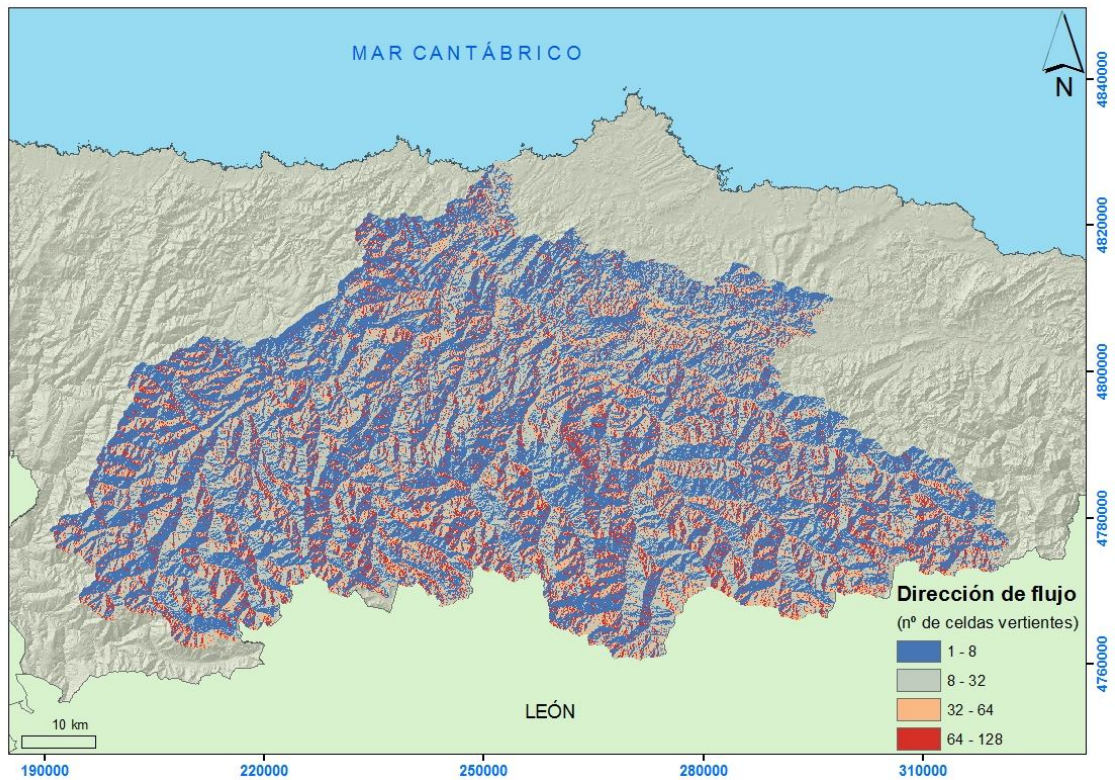 MAR CANTÁBRICO
N
4840000
4820000
4800000
4780000
4760000
LEÓN
Dirección de flujo
(nº de celdas vertientes)
1 - 8
8 - 32
32 - 64
64 - 128
10 km
190000
220000
250000
280000
310000